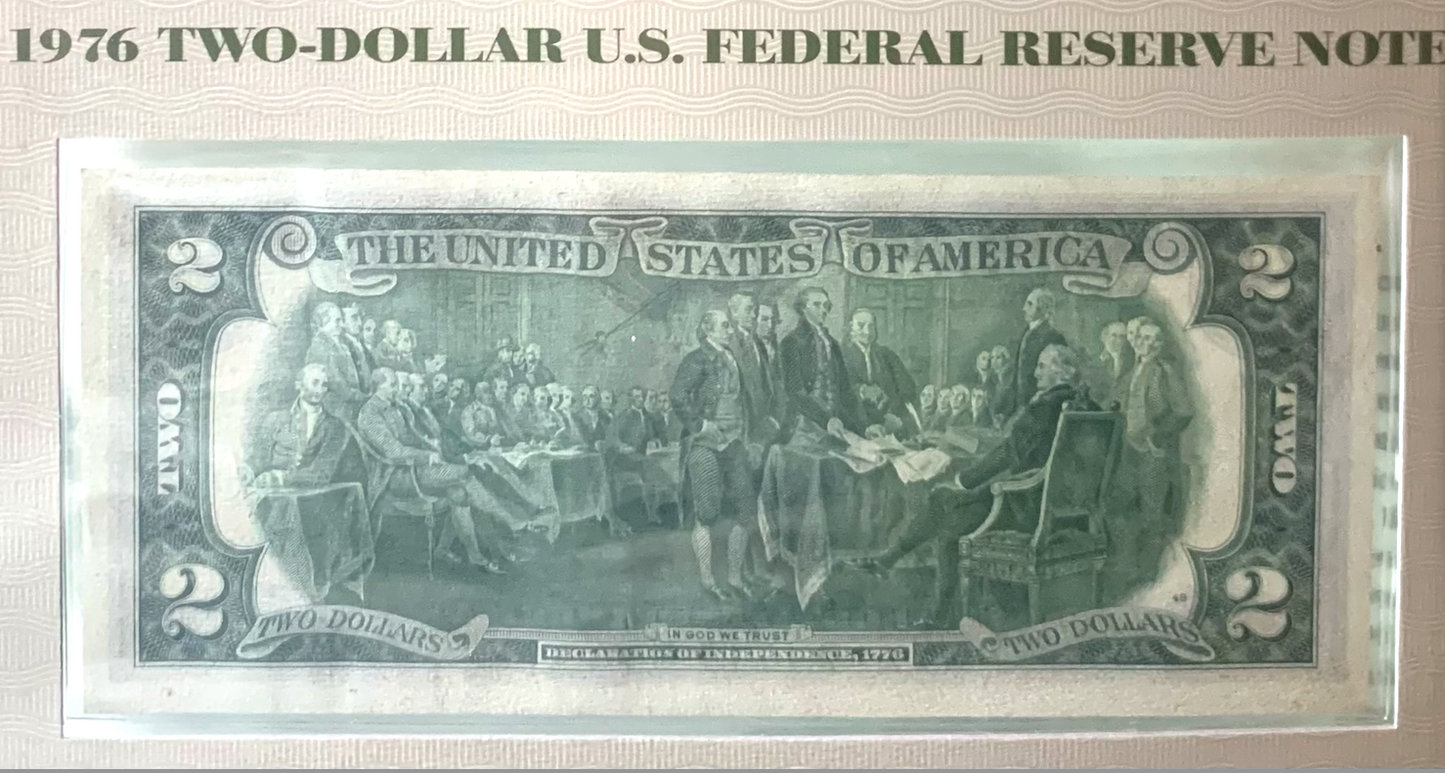 1976 TWO-DOLLAR U.S. FEDERAL RESERVE NOTE
2 THE UNITED STATES OF AMERICA 2
TWO TWO
2 TWO DOLLARS IN GOD WE TRUST TWO DOLLARS 2
DECLARATION OF INDEPENDENCE, 1776